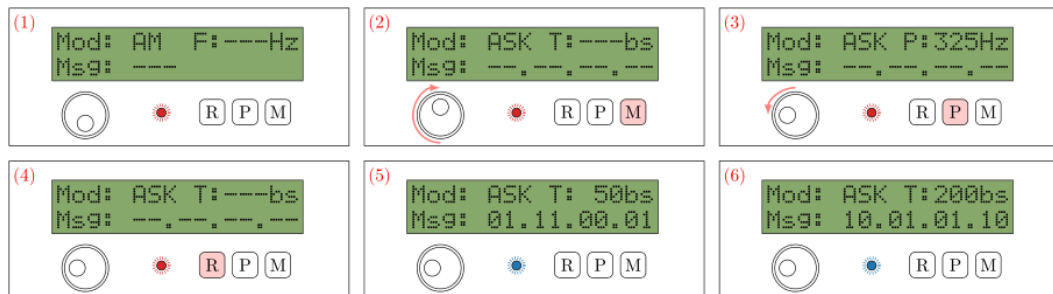 (1)
Mod: AM F:---Hz
Msg: ---
R P M
(2)
Mod: ASK T:---bs
Msg: --.--.--.--
R P M
(3)
Mod: ASK P:325Hz
Msg: --.--.--.--
R P M
(4)
Mod: ASK T:---bs
Msg: --.--.--.--
R P M
(5)
Mod: ASK T: 50bs
Msg: 01.11.00.01
R P M
(6)
Mod: ASK T:200bs
Msg: 10.01.01.10
R P M